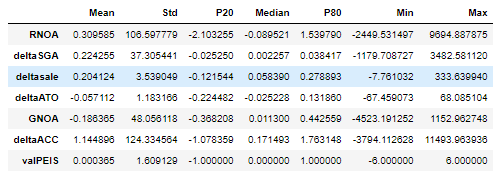 Mean Std P20 Median P80 Min Max
RNOA 0.309585 106.597779 -2.103255 -0.089521 1.539790 -2449.531497 9694.887875
deltaSGA 0.224255 37.305441 -0.025250 0.002257 0.038417 -1179.708727 3482.581120
deltasale 0.204124 3.539049 -0.121544 0.058390 0.278893 -7.761032 333.639940
deltaATO -0.057112 1.183166 -0.224482 -0.025228 0.131860 -67.459073 68.085104
GNOA -0.186365 48.056118 -0.368208 0.011300 0.442559 -4523.191252 1152.962748
deltaACC 1.144896 124.334564 -1.078359 0.171493 1.763148 -3794.112628 11493.963936
valPEIS 0.000365 1.609129 -1.000000 0.000000 1.000000 -6.000000 6.000000